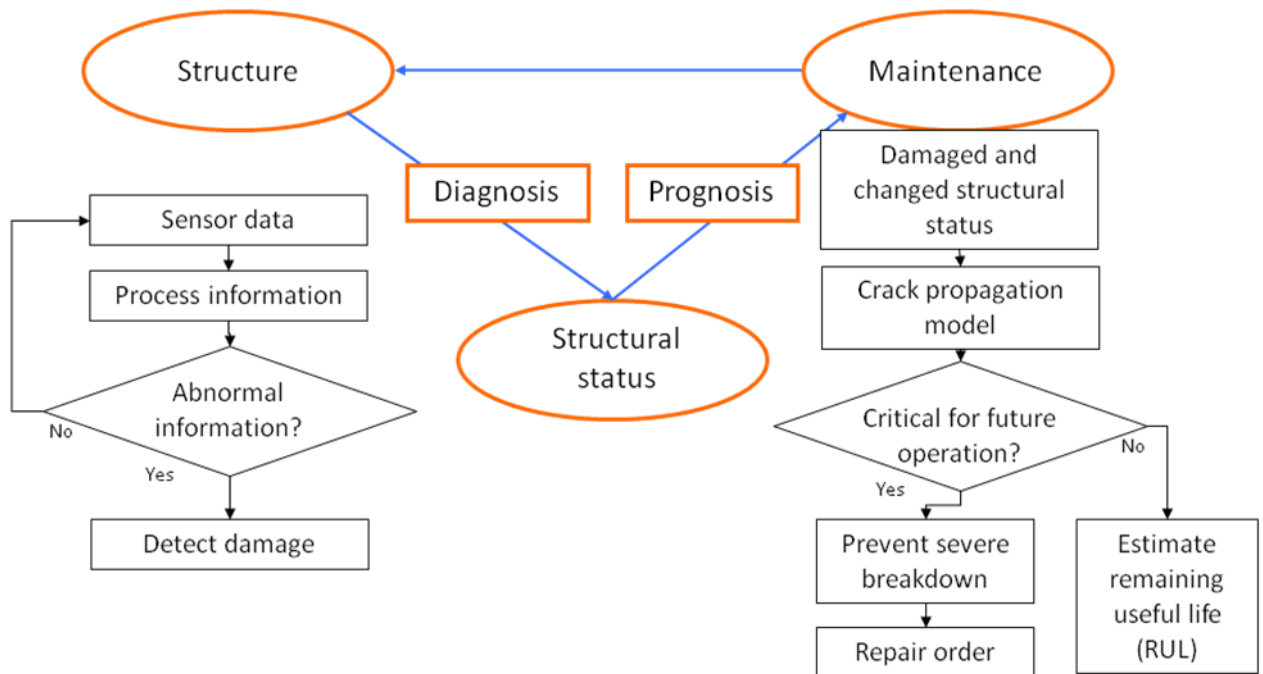 Structure
Maintenance
Diagnosis
Prognosis
Structural
status
Sensor data
Process information
Abnormal
information?
No
Yes
Detect damage
Damaged and
changed structural
status
Crack propagation
model
Critical for future
operation?
No
Yes
Prevent severe
breakdown
Repair order
Estimate
remaining
useful life
(RUL)